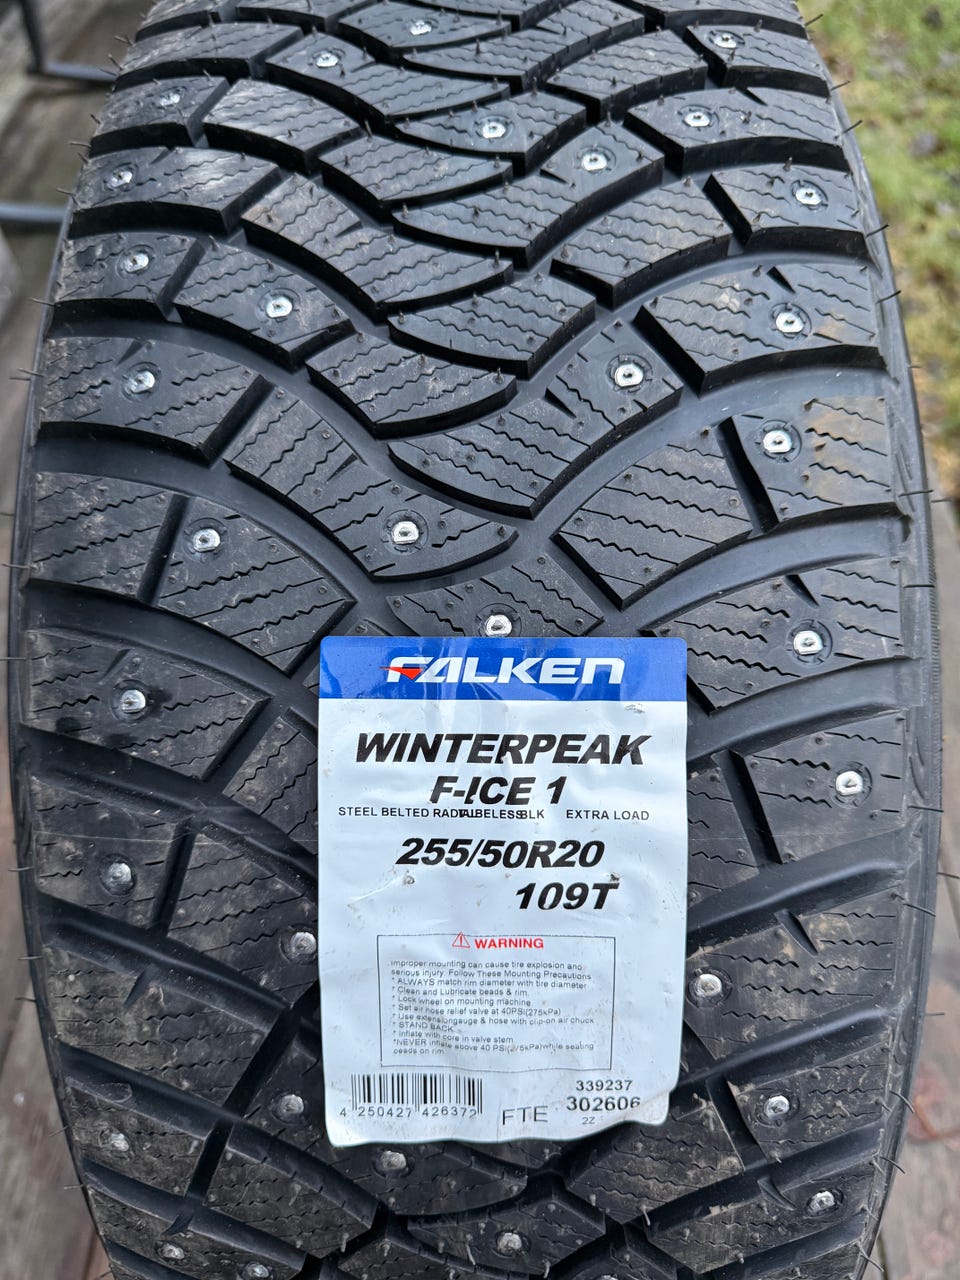 FALKEN
WINTERPEAK
F-ICE 1
STEEL BELTED RADIAL TUBELESS BLK EXTRA LOAD
255/50R20
109T
WARNING
Improper mounting can cause tire explosion and
serious injury. Follow These Mounting Precautions
* ALWAYS match rim diameter with tire diameter
* Clean and Lubricate beads & rim.
* Lock wheel on mounting machine
* Set air hose relief valve at 40PSI(275kPa)
* Use extensiongauge & hose with clip-on air chuck
* STAND BACK
* Inflate with core in valve stem
*NEVER inflate above 40 PSI(275kPa)while seating
beads on rim
339237
4 250427 426372
FTE
302606
2Z